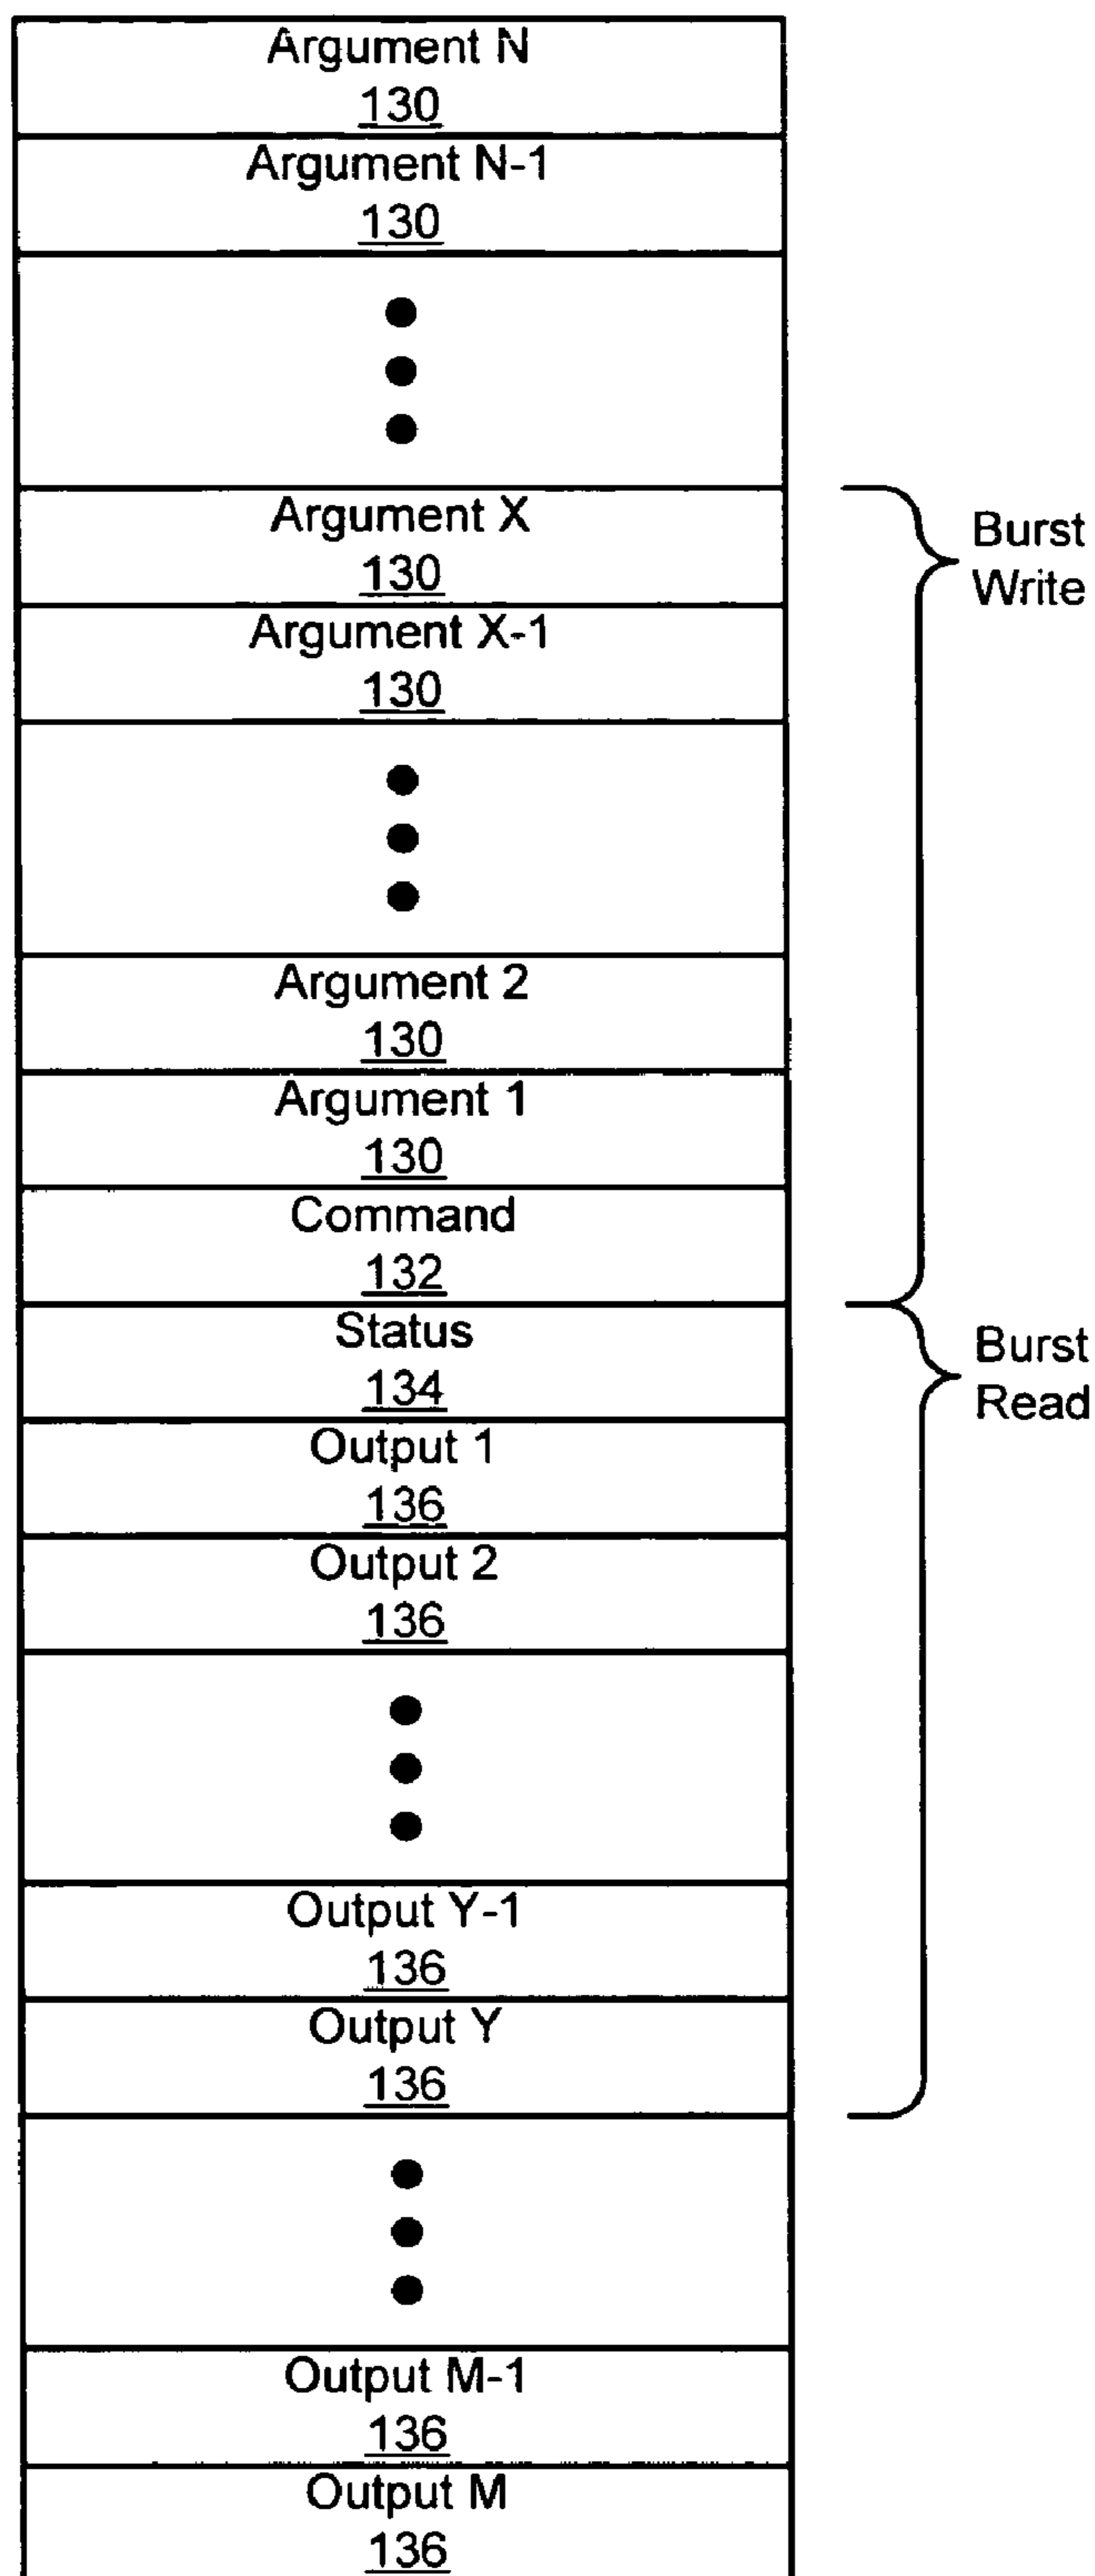 Argument N
130
Argument N-1
130
Argument X
130
Burst
Write
Argument X-1
130
Argument 2
130
Argument 1
130
Command
132
Status
134
Burst
Read
Output 1
136
Output 2
136
Output Y-1
136
Output Y
136
Output M-1
136
Output M
136